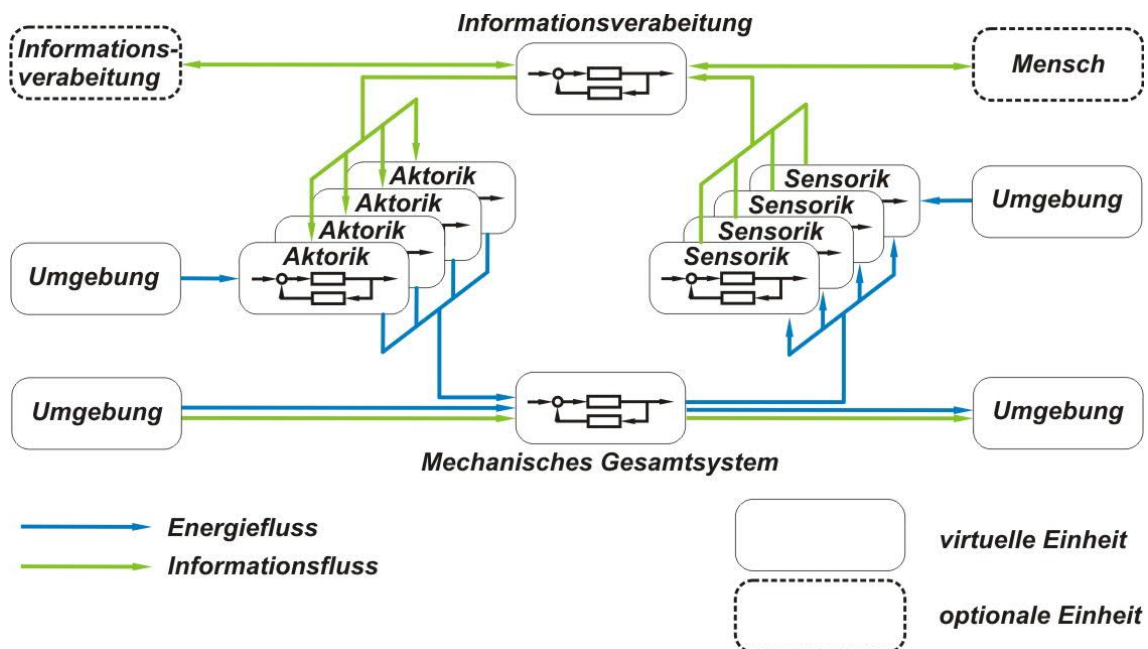 Informationsverabeitung
Informations-
verabeitung
Mensch
Aktorik
Aktorik
Aktorik
Aktorik
Sensorik
Sensorik
Sensorik
Sensorik
Umgebung
Umgebung
Umgebung
Umgebung
Mechanisches Gesamtsystem
Energiefluss
Informationsfluss
virtuelle Einheit
optionale Einheit